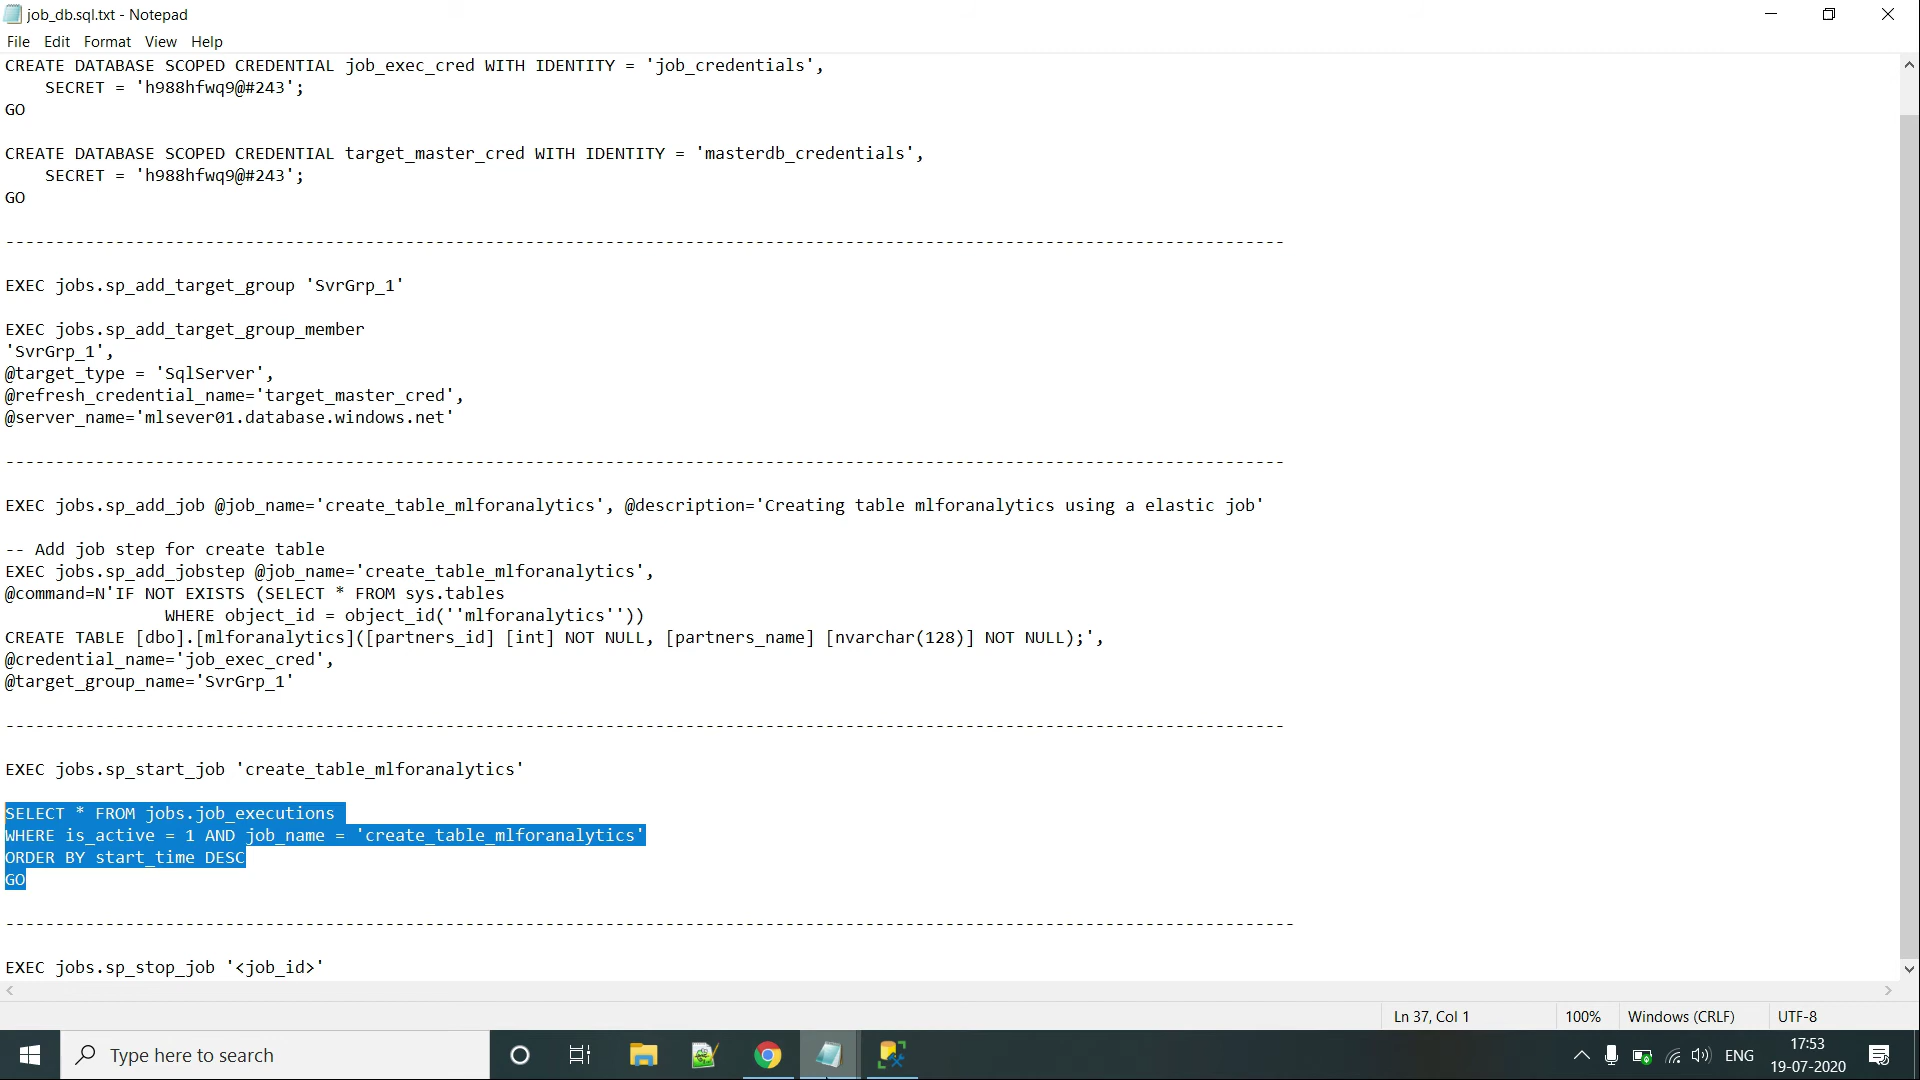 job_db.sql.txt - Notepad
File Edit Format View Help
CREATE DATABASE SCOPED CREDENTIAL job_exec_cred WITH IDENTITY = 'job_credentials',
    SECRET = 'h988hfwq9@#243';
GO
CREATE DATABASE SCOPED CREDENTIAL target_master_cred WITH IDENTITY = 'masterdb_credentials',
    SECRET = 'h988hfwq9@#243';
GO
--------------------------------------------------------------------------------------------------------------------------------
EXEC jobs.sp_add_target_group 'SvrGrp_1'
EXEC jobs.sp_add_target_group_member
'SvrGrp_1',
@target_type = 'SqlServer',
@refresh_credential_name='target_master_cred',
@server_name='mlsever01.database.windows.net'
--------------------------------------------------------------------------------------------------------------------------------
EXEC jobs.sp_add_job @job_name='create_table_mlforanalytics', @description='Creating table mlforanalytics using a elastic job'
-- Add job step for create table
EXEC jobs.sp_add_jobstep @job_name='create_table_mlforanalytics',
@command=N'IF NOT EXISTS (SELECT * FROM sys.tables
                WHERE object_id = object_id(''mlforanalytics''))
CREATE TABLE [dbo].[mlforanalytics]([partners_id] [int] NOT NULL, [partners_name] [nvarchar(128)] NOT NULL);',
@credential_name='job_exec_cred',
@target_group_name='SvrGrp_1'
--------------------------------------------------------------------------------------------------------------------------------
EXEC jobs.sp_start_job 'create_table_mlforanalytics'
SELECT * FROM jobs.job_executions
WHERE is_active = 1 AND job_name = 'create_table_mlforanalytics'
ORDER BY start_time DESC
GO
---------------------------------------------------------------------------------------------------------------------------------
EXEC jobs.sp_stop_job '<job_id>'
Ln 37, Col 1 100% Windows (CRLF) UTF-8
Type here to search
ENG
17:53
19-07-2020